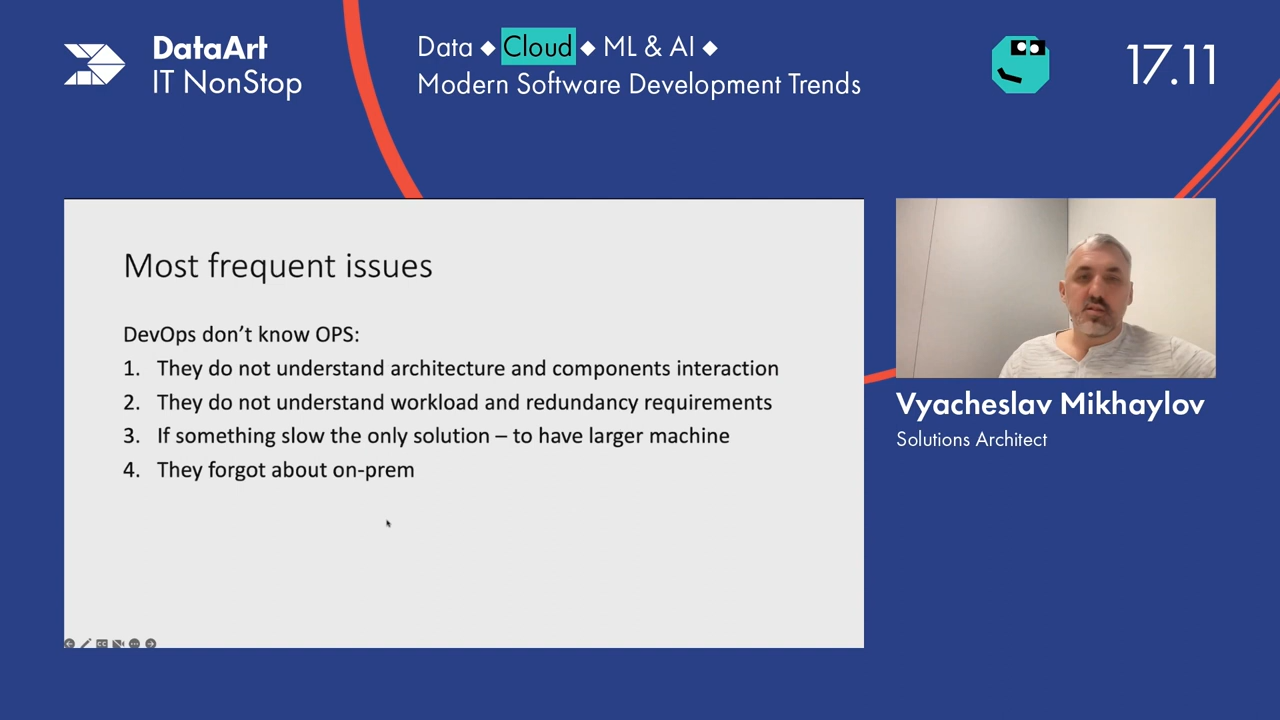 DataArt
IT NonStop
Data ◆ Cloud ◆ ML & AI ◆
Modern Software Development Trends
17.11
Most frequent issues
DevOps don’t know OPS:
1. They do not understand architecture and components interaction
2. They do not understand workload and redundancy requirements
3. If something slow the only solution – to have larger machine
4. They forgot about on-prem
Vyacheslav Mikhaylov
Solutions Architect